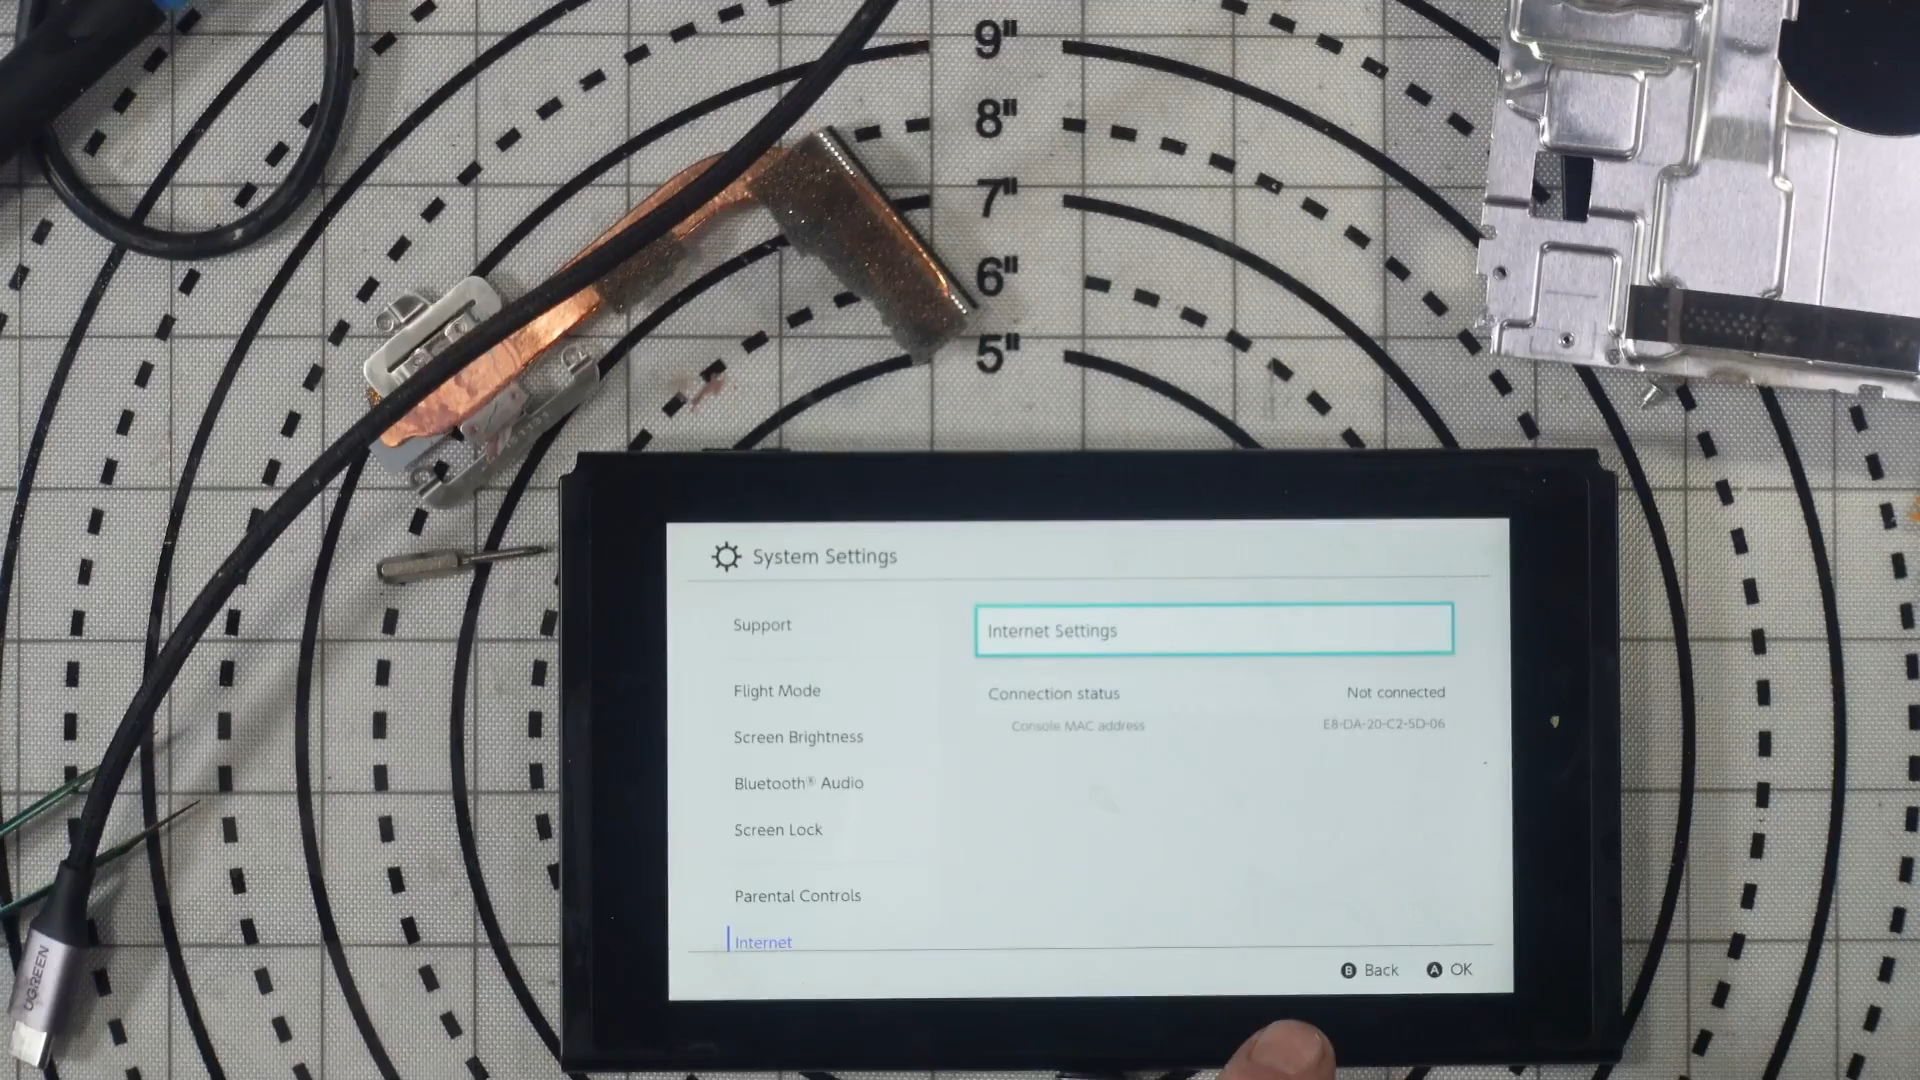 9"
8"
7"
6"
5"
System Settings
Support
Internet Settings
Flight Mode
Connection status Not connected
Console MAC address E8-DA-20-C2-5D-06
Screen Brightness
Bluetooth® Audio
Screen Lock
Parental Controls
Internet
B Back A OK
UGREEN